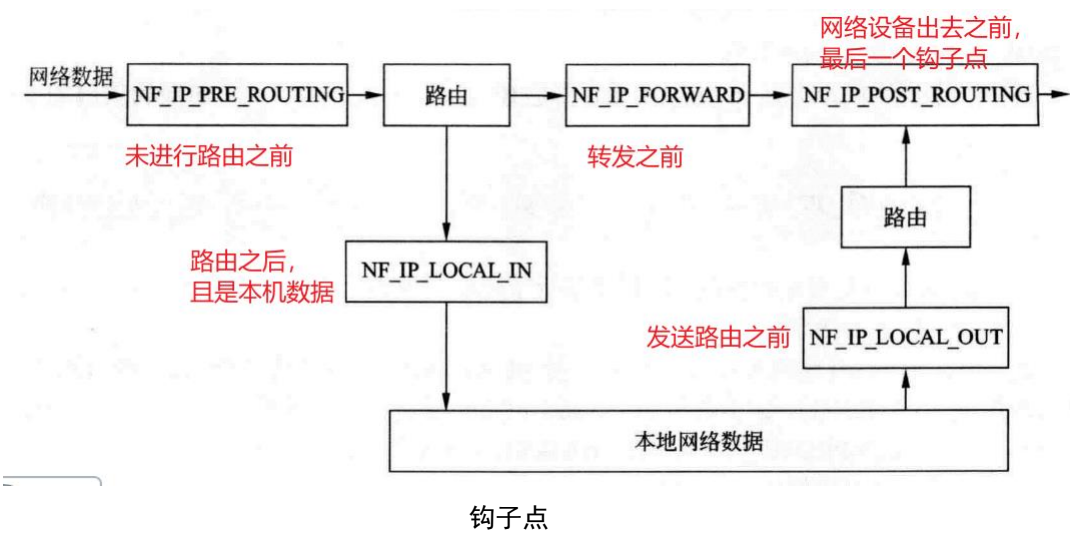 网络设备出去之前，
最后一个钩子点
网络数据
NF_IP_PRE_ROUTING
路由
NF_IP_FORWARD
NF_IP_POST_ROUTING
未进行路由之前
转发之前
路由
路由之后，
且是本机数据
NF_IP_LOCAL_IN
发送路由之前
NF_IP_LOCAL_OUT
本地网络数据
钩子点